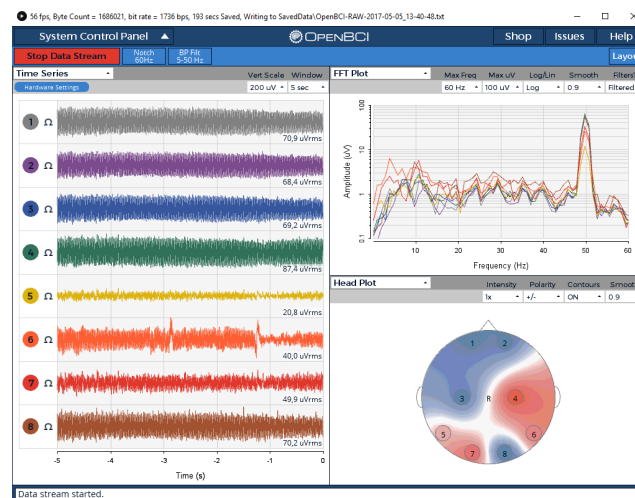 56 fps, Byte Count = 1686021, bit rate = 1736 bps, 193 secs Saved, Writing to SavedData\OpenBCI-RAW-2017-05-05_13-40-48.txt
System Control Panel
OPENBCI
Shop
Issues
Help
Stop Data Stream
Notch
60Hz
BP Filt
5-50 Hz
Layou
Time Series
Vert Scale
Window
Hardware Settings
200 uV
5 sec
1 Ω
70,9 uVrms
2 Ω
68,4 uVrms
3 Ω
69,2 uVrms
4 Ω
87,4 uVrms
5 Ω
20,8 uVrms
6 Ω
40,0 uVrms
7 Ω
49,9 uVrms
8 Ω
70,2 uVrms
-5 -4 -3 -2 -1 0
Time (s)
FFT Plot
Max Freq
Max uV
Log/Lin
Smooth
Filters?
60 Hz
100 uV
Log
0.9
Filtered
Amplitude (uV)
100
10
1
0.1
10 20 30 40 50 60
Frequency (Hz)
Head Plot
Intensity
Polarity
Contours
Smoot
1x
+/-
ON
0.9
1 2
3 R 4
5 6
7 8
Data stream started.